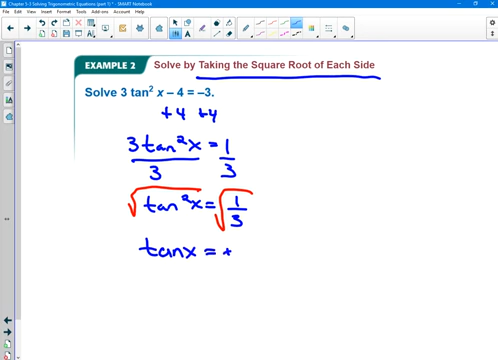 Chapter 5-3 Solving Trigonometric Equations (part 1) * - SMART Notebook
File Edit View Insert Format Tools Add-ons Draw Help
EXAMPLE 2 Solve by Taking the Square Root of Each Side
Solve 3 tan² x – 4 = –3.
+4 +4
3tan²x = 1
3 3
√tan²x = √1/3
tanx = +